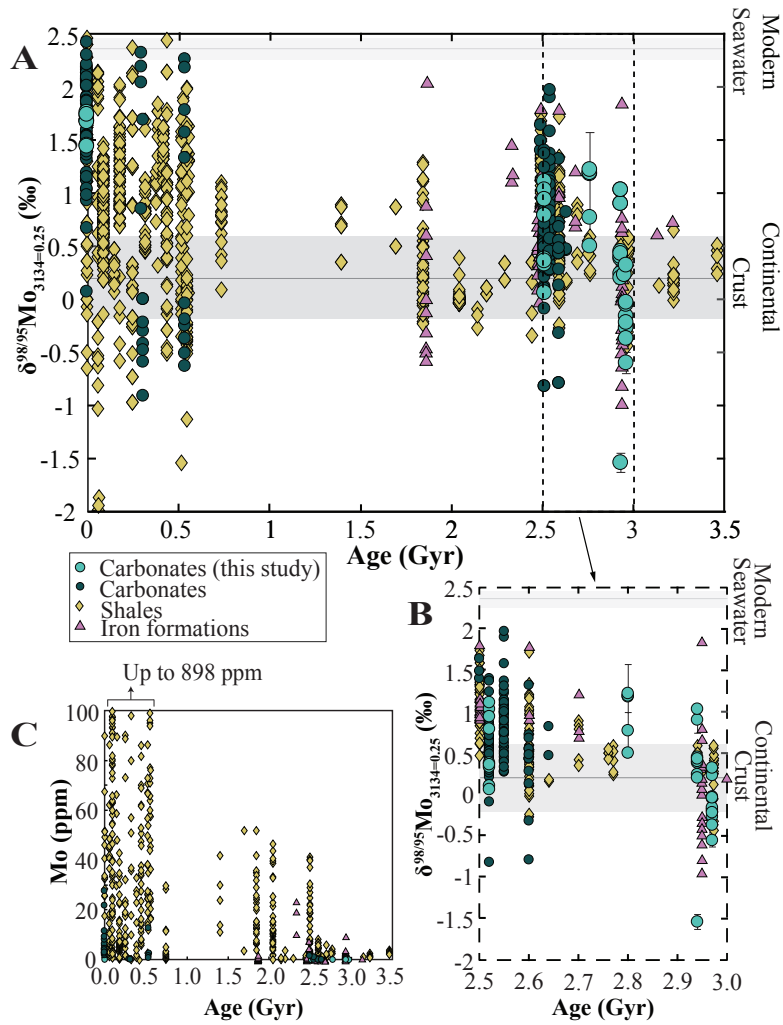 A
δ98/95Mo3134=0.25 (‰)
2.5
2
1.5
1
0.5
0
-0.5
-1
-1.5
-2
0 0.5 1 1.5 2 2.5 3 3.5
Age (Gyr)
Modern
Seawater
Continental
Crust
Carbonates (this study)
Carbonates
Shales
Iron formations
B
δ98/95Mo3134=0.25 (‰)
2.5
2
1.5
1
0.5
0
-0.5
-1
-1.5
-2
2.5 2.6 2.7 2.8 2.9 3.0
Age (Gyr)
Modern
Seawater
Continental
Crust
Up to 898 ppm
C
Mo (ppm)
100
80
60
40
20
0
0.0 0.5 1.0 1.5 2.0 2.5 3.0 3.5
Age (Gyr)